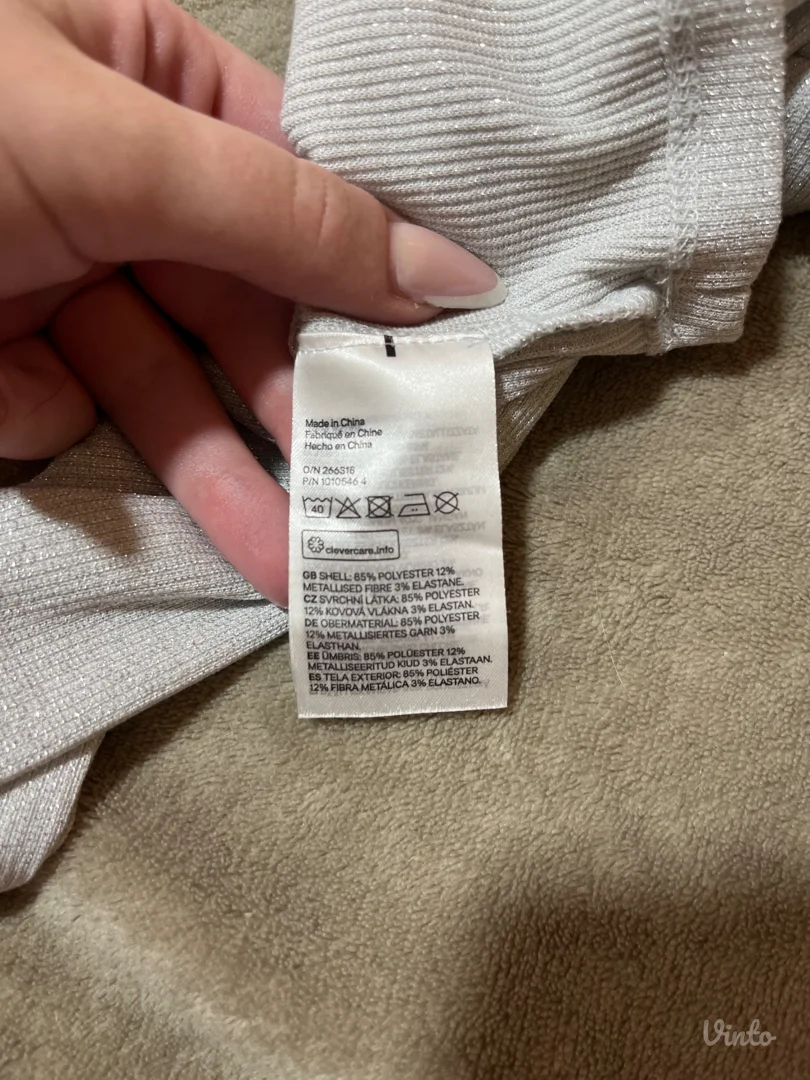 Made in China
Fabriqué en Chine
Hecho en China
O/N 266318
P/N 1010546 4
40
clevercare.info
GB SHELL: 85% POLYESTER 12%
METALLISED FIBRE 3% ELASTANE.
CZ SVRCHNÍ LÁTKA: 85% POLYESTER
12% KOVOVÁ VLÁKNA 3% ELASTAN.
DE OBERMATERIAL: 85% POLYESTER
12% METALLISIERTES GARN 3%
ELASTHAN.
EE ÜMBRIS: 85% POLÜESTER 12%
METALLISEERITUD KIUD 3% ELASTAAN.
ES TELA EXTERIOR: 85% POLIÉSTER
12% FIBRA METÁLICA 3% ELASTANO.
Vinto